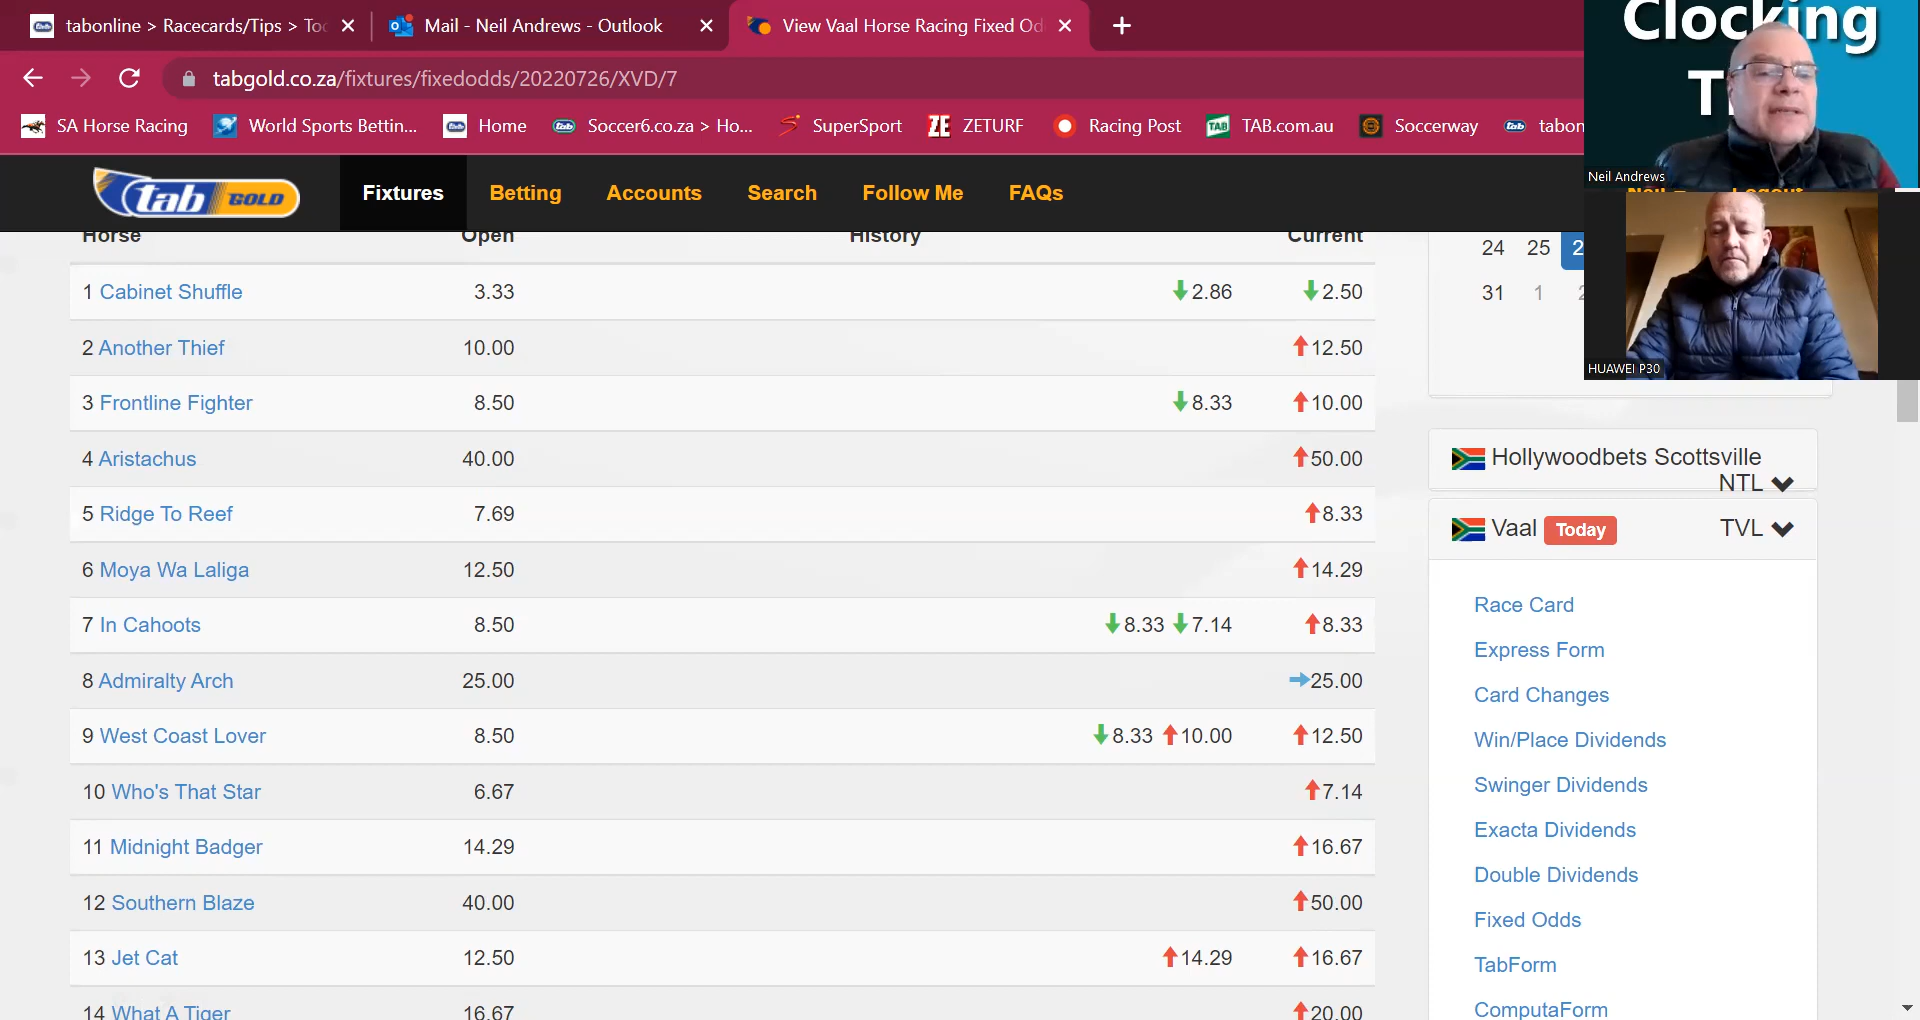 tabonline > Racecards/Tips > To
Mail - Neil Andrews - Outlook
View Vaal Horse Racing Fixed Od
tabgold.co.za/fixtures/fixedodds/20220726/XVD/7
SA Horse Racing
World Sports Bettin...
Home
Soccer6.co.za > Ho...
SuperSport
ZE ZETURF
Racing Post
TAB TAB.com.au
Soccerway
tab tabon
Clocking
Neil Andrews
HUAWEI P30
tab GOLD
Fixtures Betting Accounts Search Follow Me FAQs
Horse Open History Current
1 Cabinet Shuffle 3.33 2.86 2.50
2 Another Thief 10.00 12.50
3 Frontline Fighter 8.50 8.33 10.00
4 Aristachus 40.00 50.00
5 Ridge To Reef 7.69 8.33
6 Moya Wa Laliga 12.50 14.29
7 In Cahoots 8.50 8.33 7.14 8.33
8 Admiralty Arch 25.00 25.00
9 West Coast Lover 8.50 8.33 10.00 12.50
10 Who's That Star 6.67 7.14
11 Midnight Badger 14.29 16.67
12 Southern Blaze 40.00 50.00
13 Jet Cat 12.50 14.29 16.67
14 What A Tiger 16.67 20.00
24 25 2
31 1 2
Hollywoodbets Scottsville
NTL
Vaal Today TVL
Race Card
Express Form
Card Changes
Win/Place Dividends
Swinger Dividends
Exacta Dividends
Double Dividends
Fixed Odds
TabForm
ComputaForm